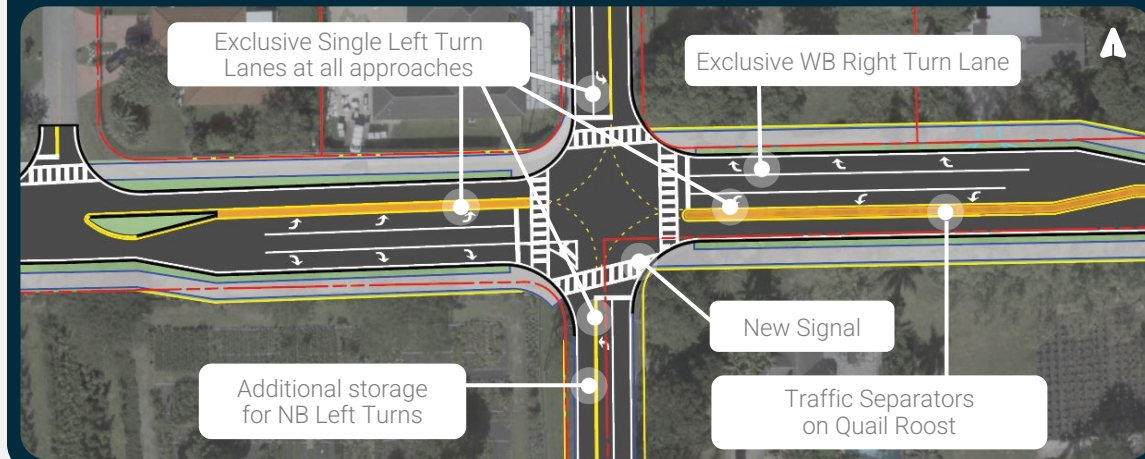 Exclusive Single Left Turn
Lanes at all approaches
Exclusive WB Right Turn Lane
New Signal
Additional storage
for NB Left Turns
Traffic Separators
on Quail Roost